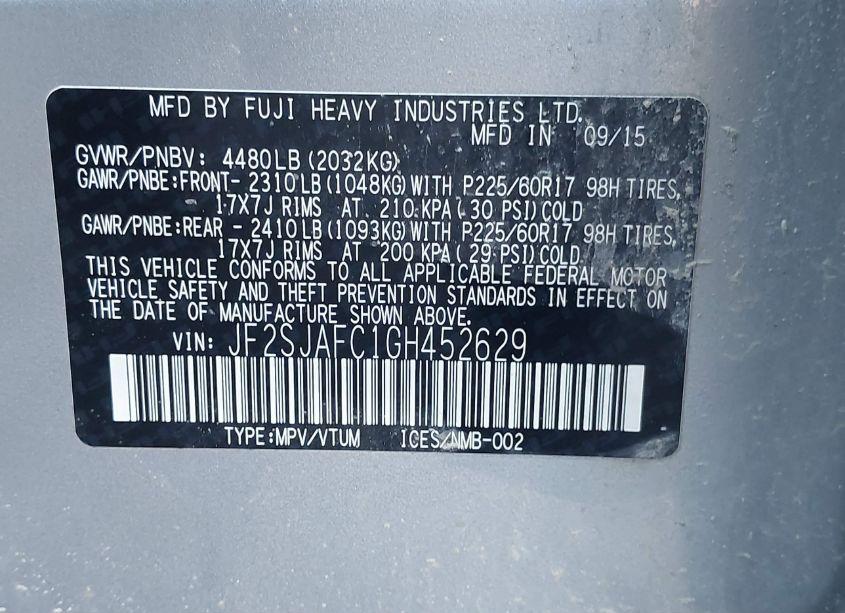 MFD BY FUJI HEAVY INDUSTRIES LTD.
MFD IN 09/15
GVWR/PNBV: 4480LB (2032KG)
GAWR/PNBE:FRONT- 2310LB (1048KG) WITH P225/60R17 98H TIRES,
17X7J RIMS AT 210 KPA (30 PSI) COLD
GAWR/PNBE:REAR - 2410LB (1093KG) WITH P225/60R17 98H TIRES,
17X7J RIMS AT 200 KPA (29 PSI) COLD
THIS VEHICLE CONFORMS TO ALL APPLICABLE FEDERAL MOTOR
VEHICLE SAFETY AND THEFT PREVENTION STANDARDS IN EFFECT ON
THE DATE OF MANUFACTURE SHOWN ABOVE.
VIN: JF2SJAFC1GH452629
TYPE:MPV/VTUM ICES/NMB-002